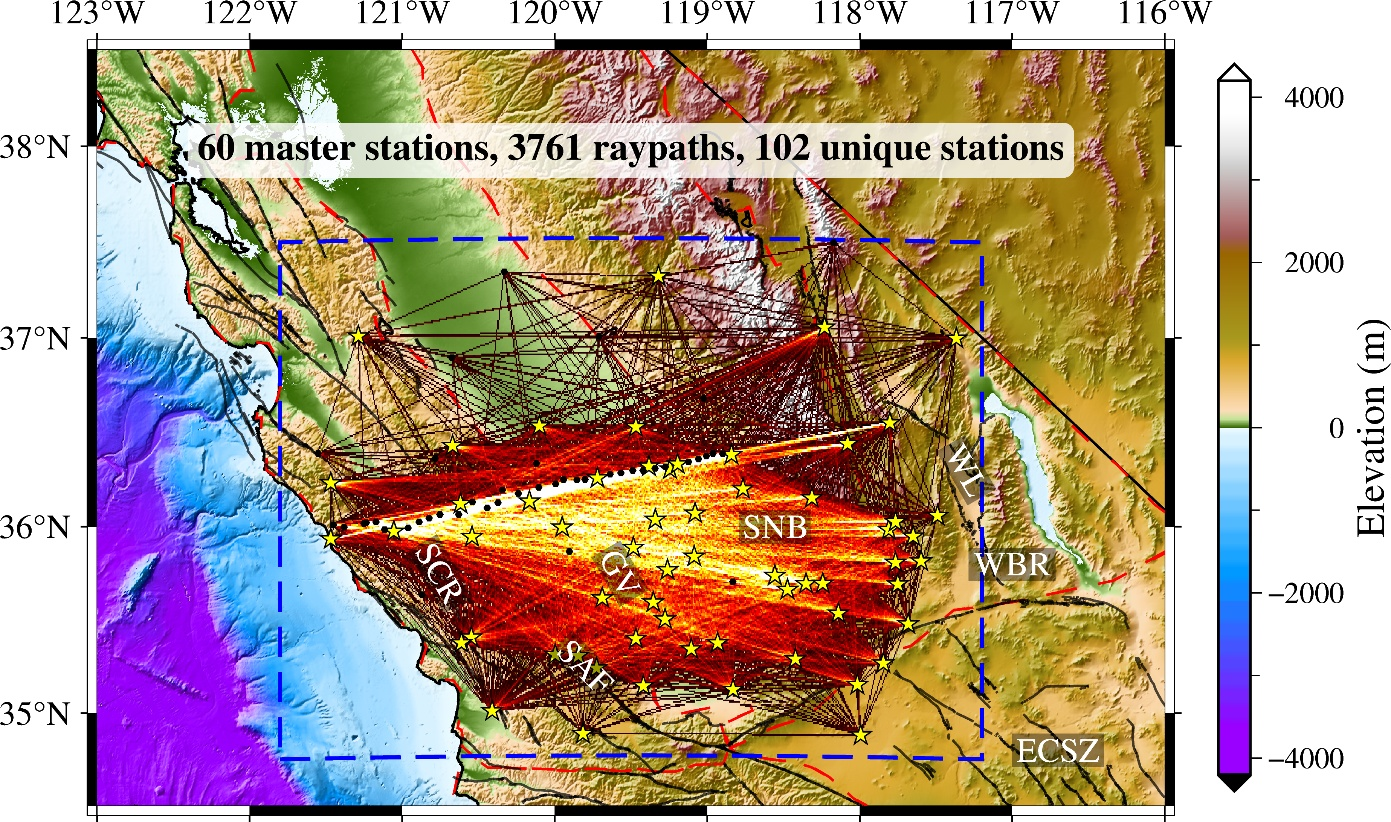 123°W 122°W 121°W 120°W 119°W 118°W 117°W 116°W
38°N
60 master stations, 3761 raypaths, 102 unique stations
37°N
36°N
35°N
SCR
GV
SAF
SNB
WL
WBR
ECSZ
4000
2000
0
−2000
−4000
Elevation (m)